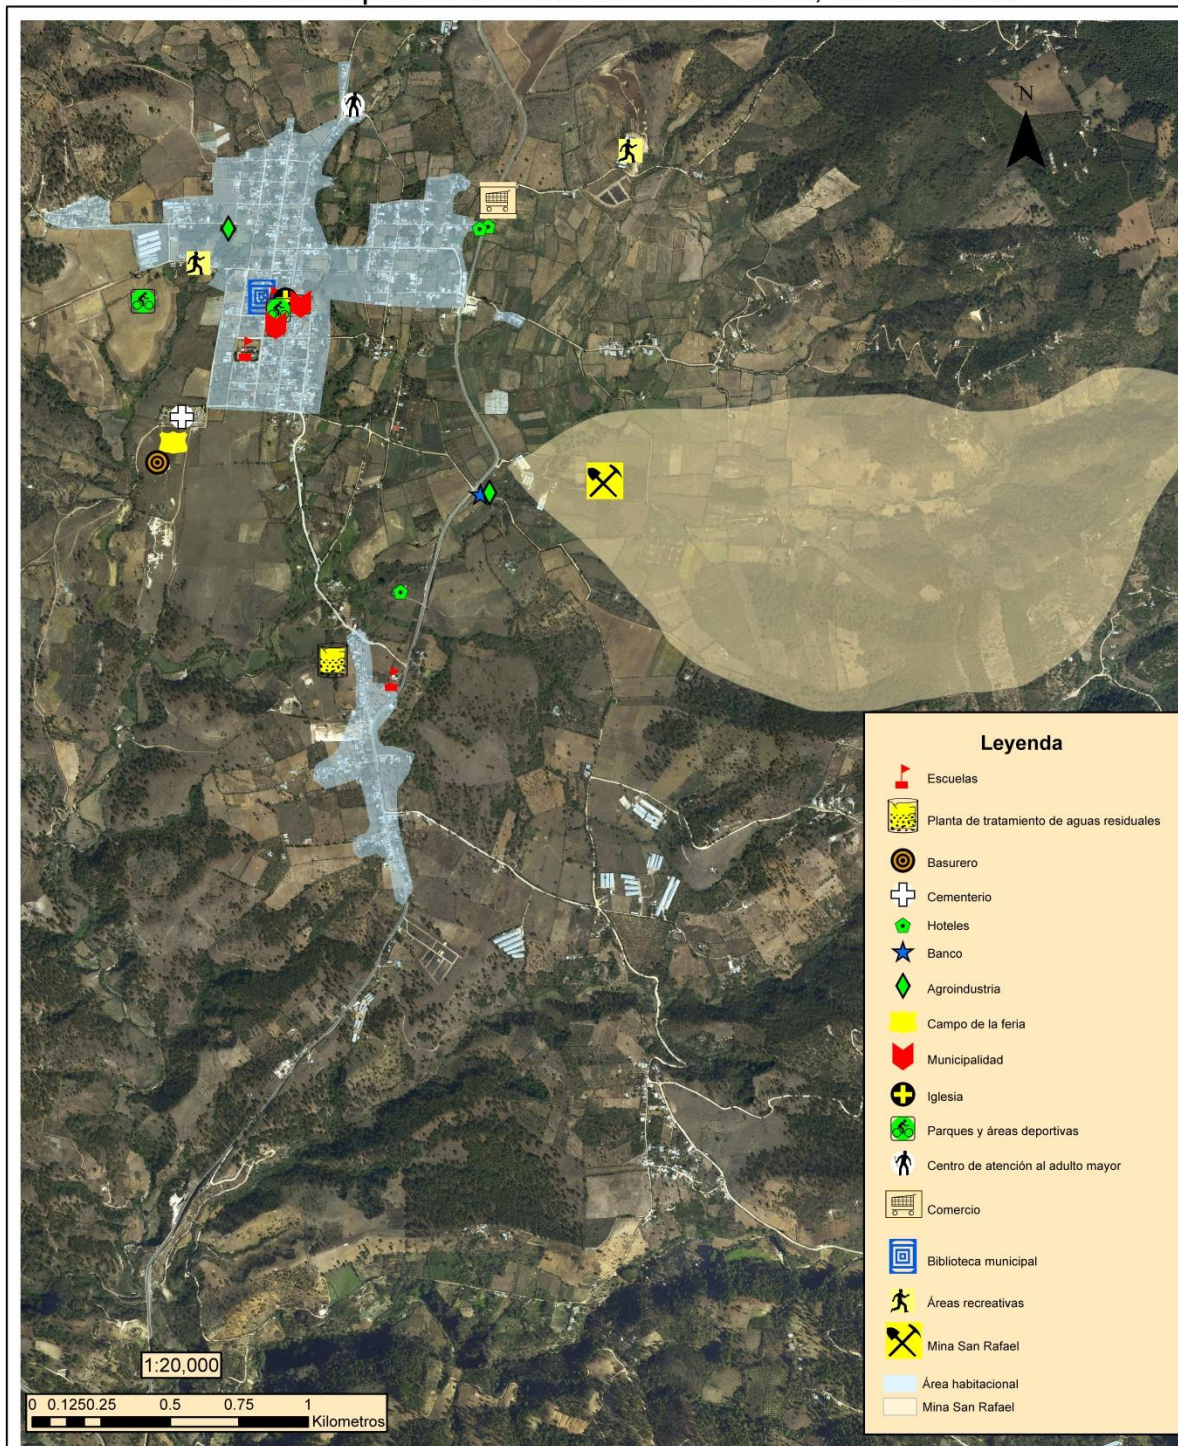 N
Leyenda
Escuelas
Planta de tratamiento de aguas residuales
Basurero
Cementerio
Hoteles
Banco
Agroindustria
Campo de la feria
Municipalidad
Iglesia
Parques y áreas deportivas
Centro de atención al adulto mayor
Comercio
Biblioteca municipal
Áreas recreativas
Mina San Rafael
Área habitacional
Mina San Rafael
1:20,000
0 0.1250.25 0.5 0.75 1
Kilometros